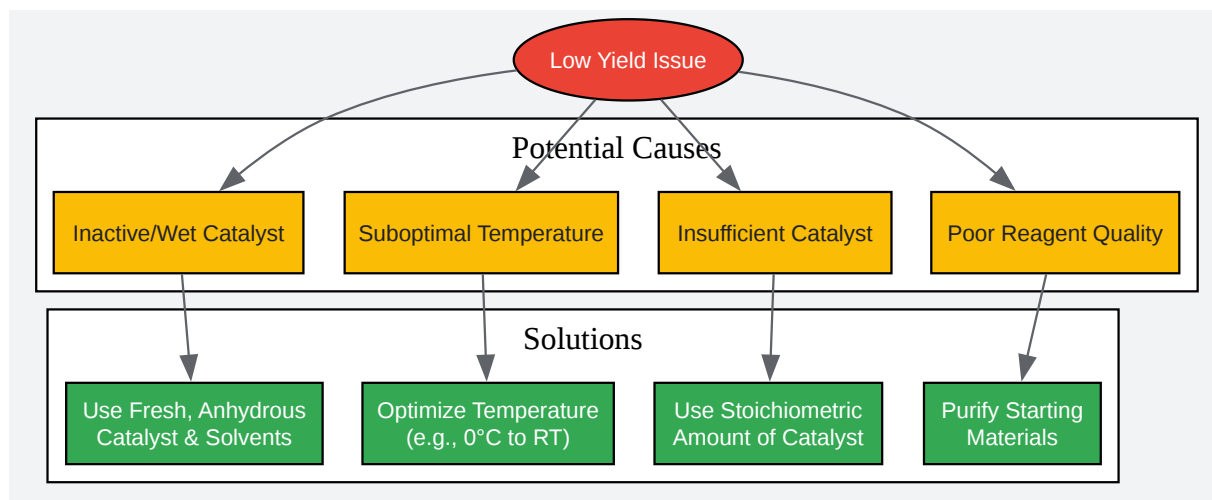 Low Yield Issue
Potential Causes
Inactive/Wet Catalyst
Suboptimal Temperature
Insufficient Catalyst
Poor Reagent Quality
Solutions
Use Fresh, Anhydrous
Catalyst & Solvents
Optimize Temperature
(e.g., 0°C to RT)
Use Stoichiometric
Amount of Catalyst
Purify Starting
Materials